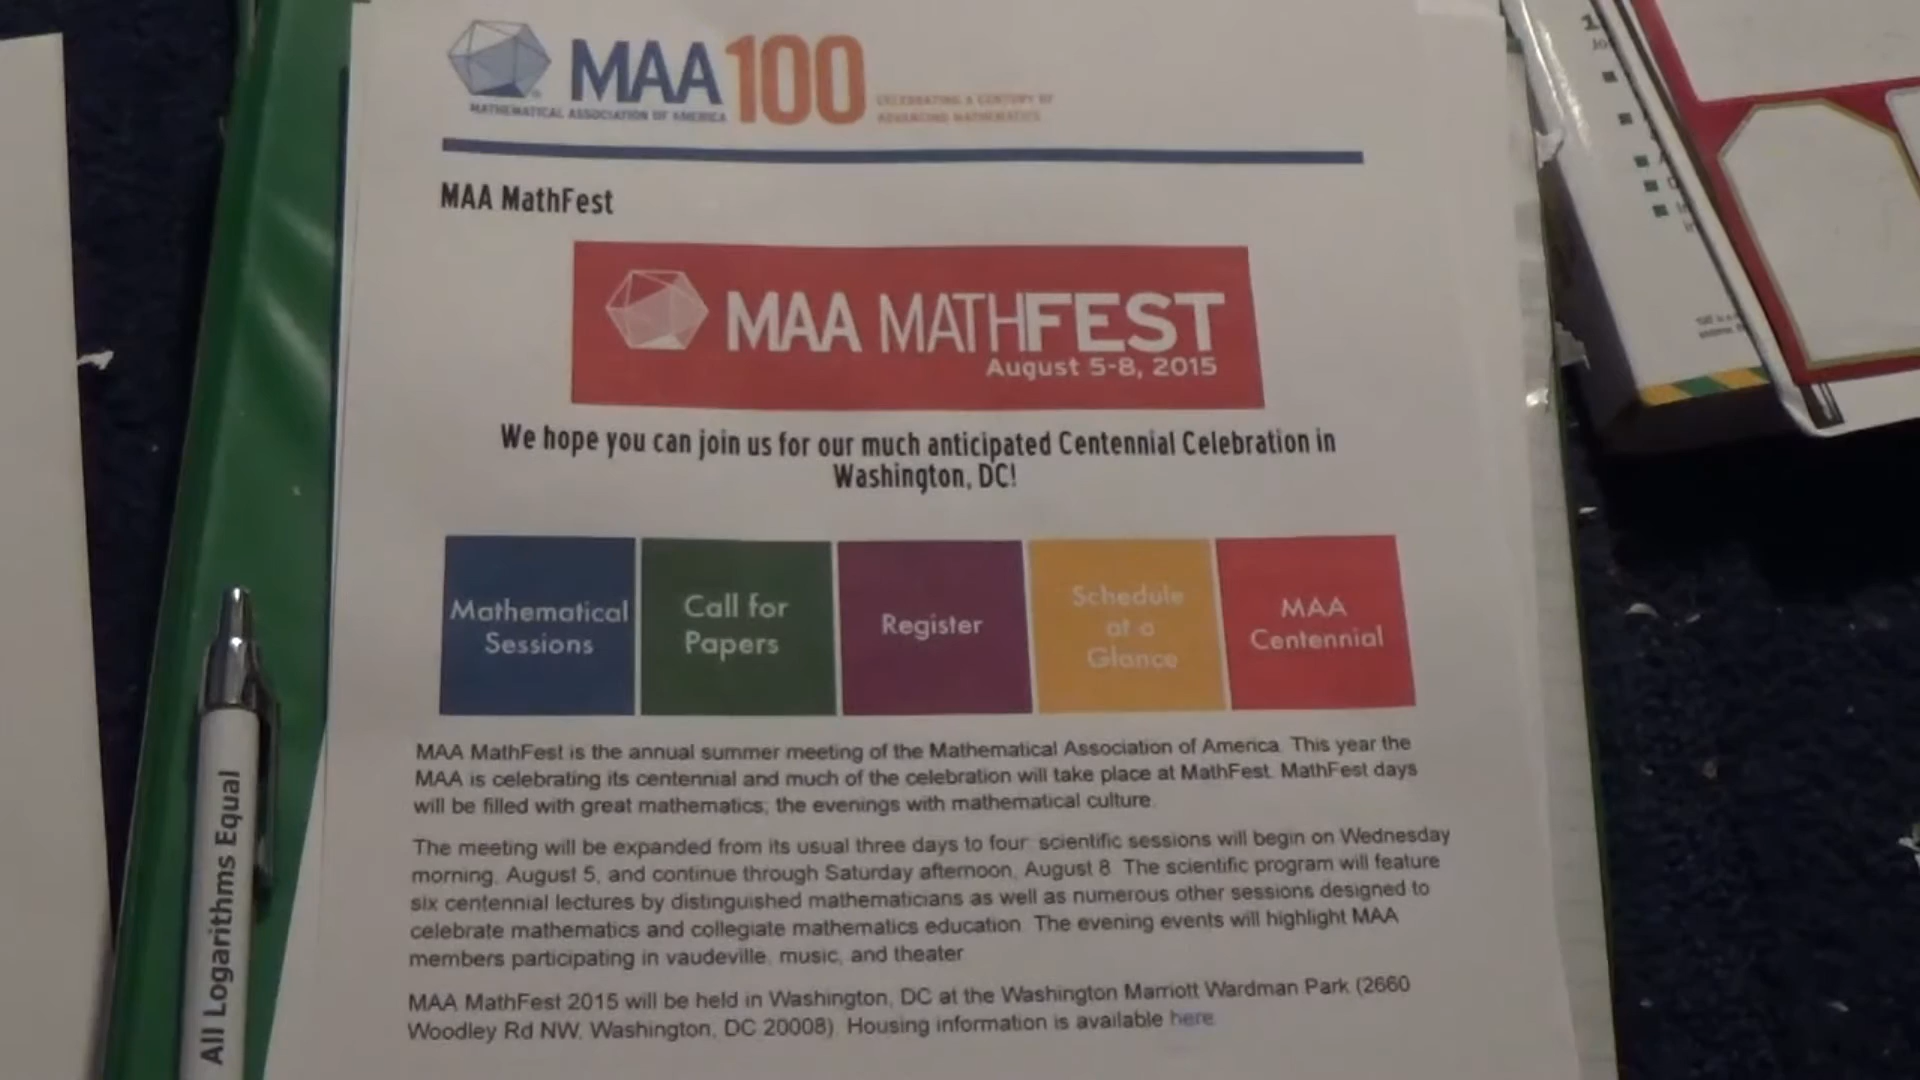 MAA 100
MATHEMATICAL ASSOCIATION OF AMERICA
CELEBRATING A CENTURY OF
ADVANCING MATHEMATICS
MAA MathFest
MAA MATHFEST
August 5-8, 2015
We hope you can join us for our much anticipated Centennial Celebration in
Washington, DC!
Mathematical
Sessions
Call for
Papers
Register
Schedule
at a
Glance
MAA
Centennial
MAA MathFest is the annual summer meeting of the Mathematical Association of America. This year the
MAA is celebrating its centennial and much of the celebration will take place at MathFest. MathFest days
will be filled with great mathematics; the evenings with mathematical culture.
The meeting will be expanded from its usual three days to four: scientific sessions will begin on Wednesday
morning, August 5, and continue through Saturday afternoon, August 8. The scientific program will feature
six centennial lectures by distinguished mathematicians as well as numerous other sessions designed to
celebrate mathematics and collegiate mathematics education. The evening events will highlight MAA
members participating in vaudeville, music, and theater.
MAA MathFest 2015 will be held in Washington, DC at the Washington Marriott Wardman Park (2660
Woodley Rd NW, Washington, DC 20008). Housing information is available here.
All Logarithms Equal